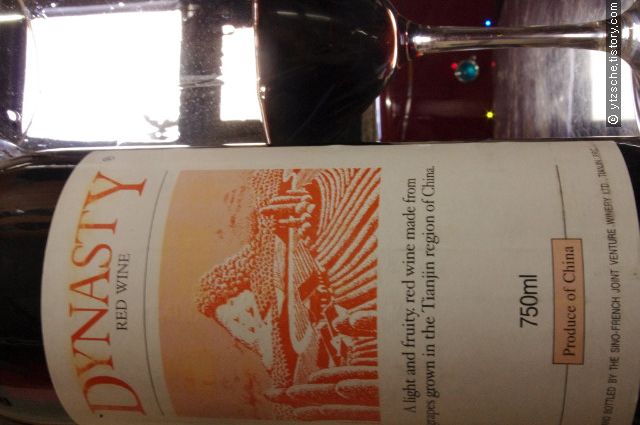 DYNASTY ®
RED WINE
A light and fruity, red wine made from
grapes grown in the Tianjin region of China.
750ml
Produce of China
BOTTLED BY THE SINO-FRENCH JOINT VENTURE WINERY LTD., TIANJIN,
© ytzsche.tistory.com